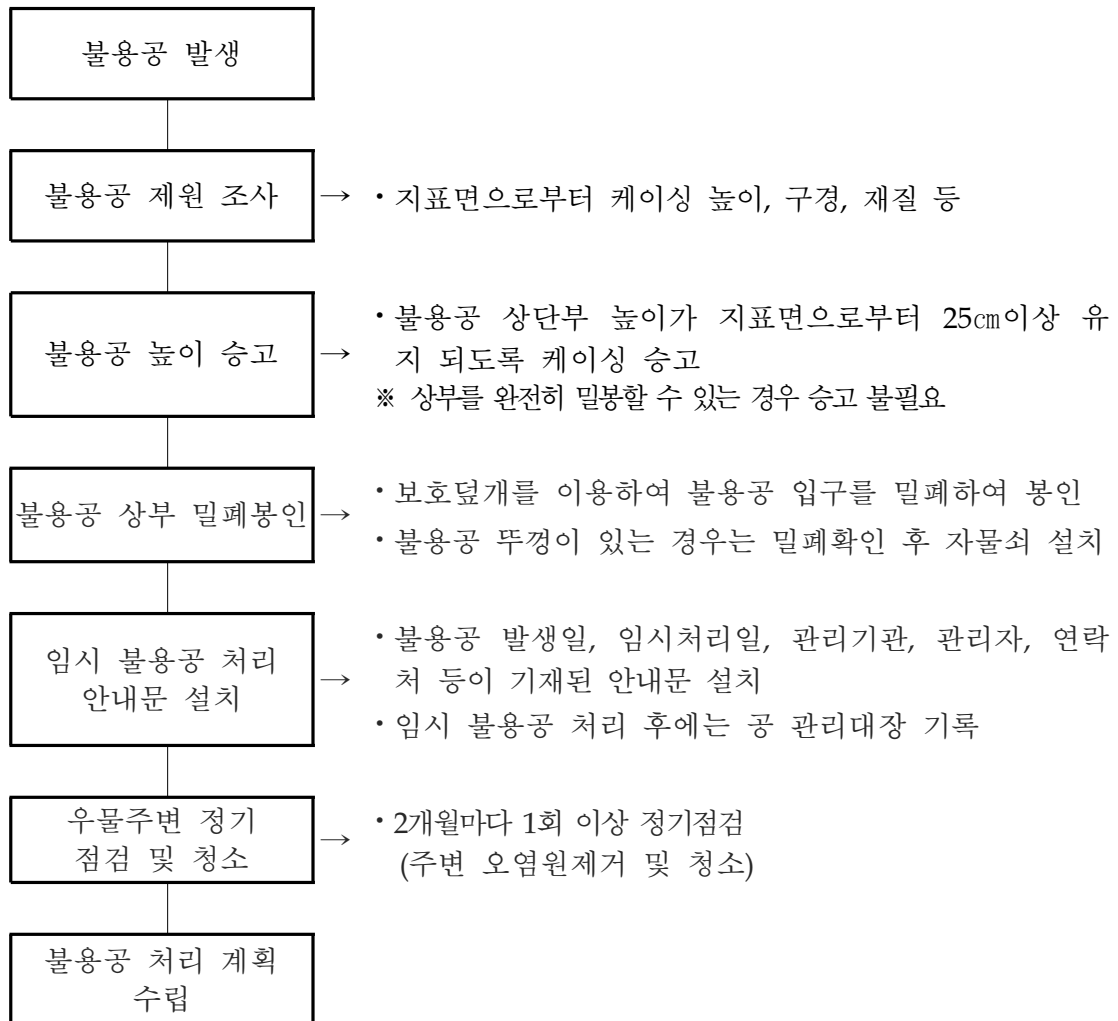 불용공 발생
불용공 제원 조사
→ ・지표면으로부터 케이싱 높이, 구경, 재질 등
불용공 높이 승고
→ ・불용공 상단부 높이가 지표면으로부터 25㎝이상 유
지 되도록 케이싱 승고
※ 상부를 완전히 밀봉할 수 있는 경우 승고 불필요
불용공 상부 밀폐봉인
→ ・보호덮개를 이용하여 불용공 입구를 밀폐하여 봉인
・불용공 뚜껑이 있는 경우는 밀폐확인 후 자물쇠 설치
임시 불용공 처리
안내문 설치
→ ・불용공 발생일, 임시처리일, 관리기관, 관리자, 연락
처 등이 기재된 안내문 설치
・임시 불용공 처리 후에는 공 관리대장 기록
우물주변 정기
점검 및 청소
→ ・2개월마다 1회 이상 정기점검
(주변 오염원제거 및 청소)
불용공 처리 계획
수립